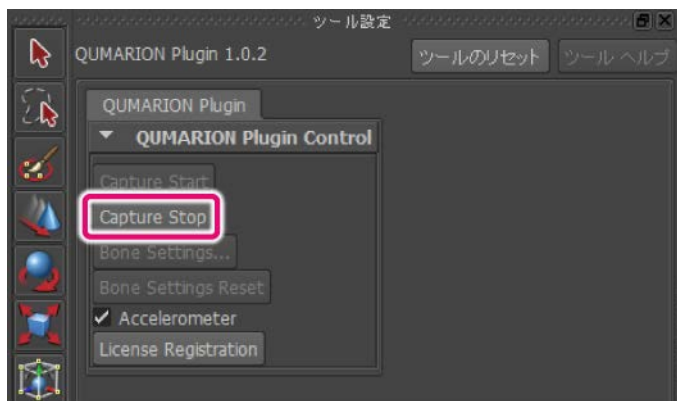 ツール設定
QUMARION Plugin 1.0.2
ツールのリセット
ツール ヘルプ
QUMARION Plugin
QUMARION Plugin Control
Capture Start
Capture Stop
Bone Settings...
Bone Settings Reset
Accelerometer
License Registration